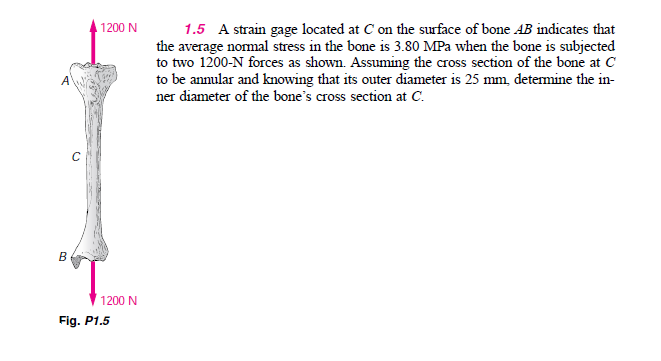 1200 N
1.5 A strain gage located at C on the surface of bone AB indicates that
the average normal stress in the bone is 3.80 MPa when the bone is subjected
to two 1200-N forces as shown. Assuming the cross section of the bone at C
to be annular and knowing that its outer diameter is 25 mm, determine the in-
ner diameter of the bone's cross section at C.
A
C
B
1200 N
Fig. P1.5